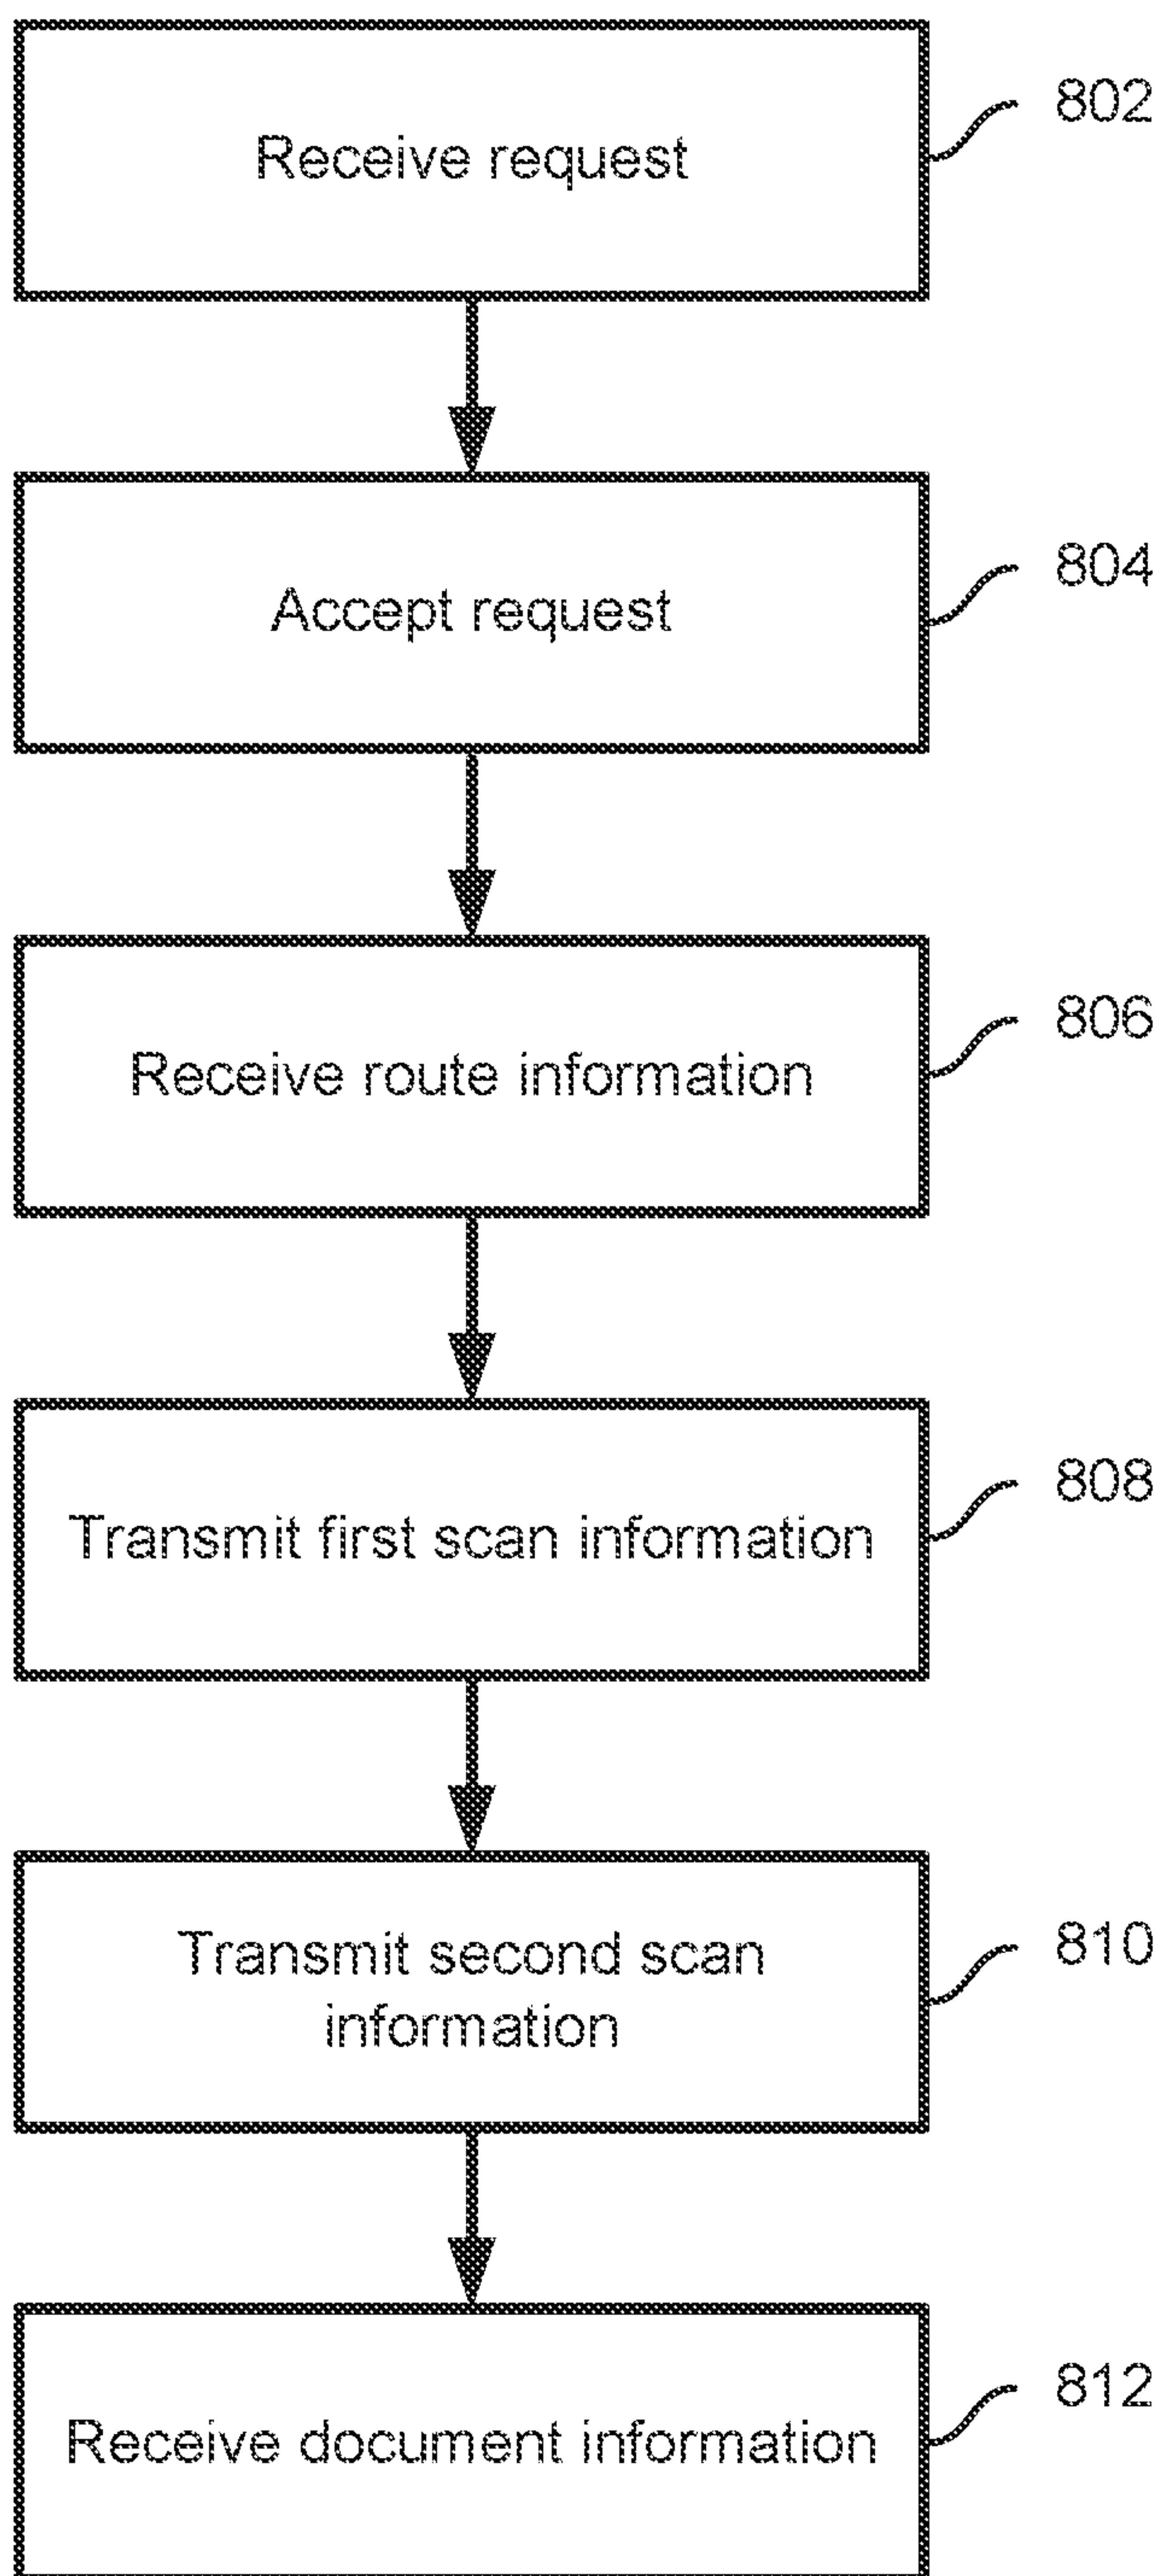 Receive request
802
Accept request
804
Receive route information
806
Transmit first scan information
808
Transmit second scan
information
810
Receive document information
812